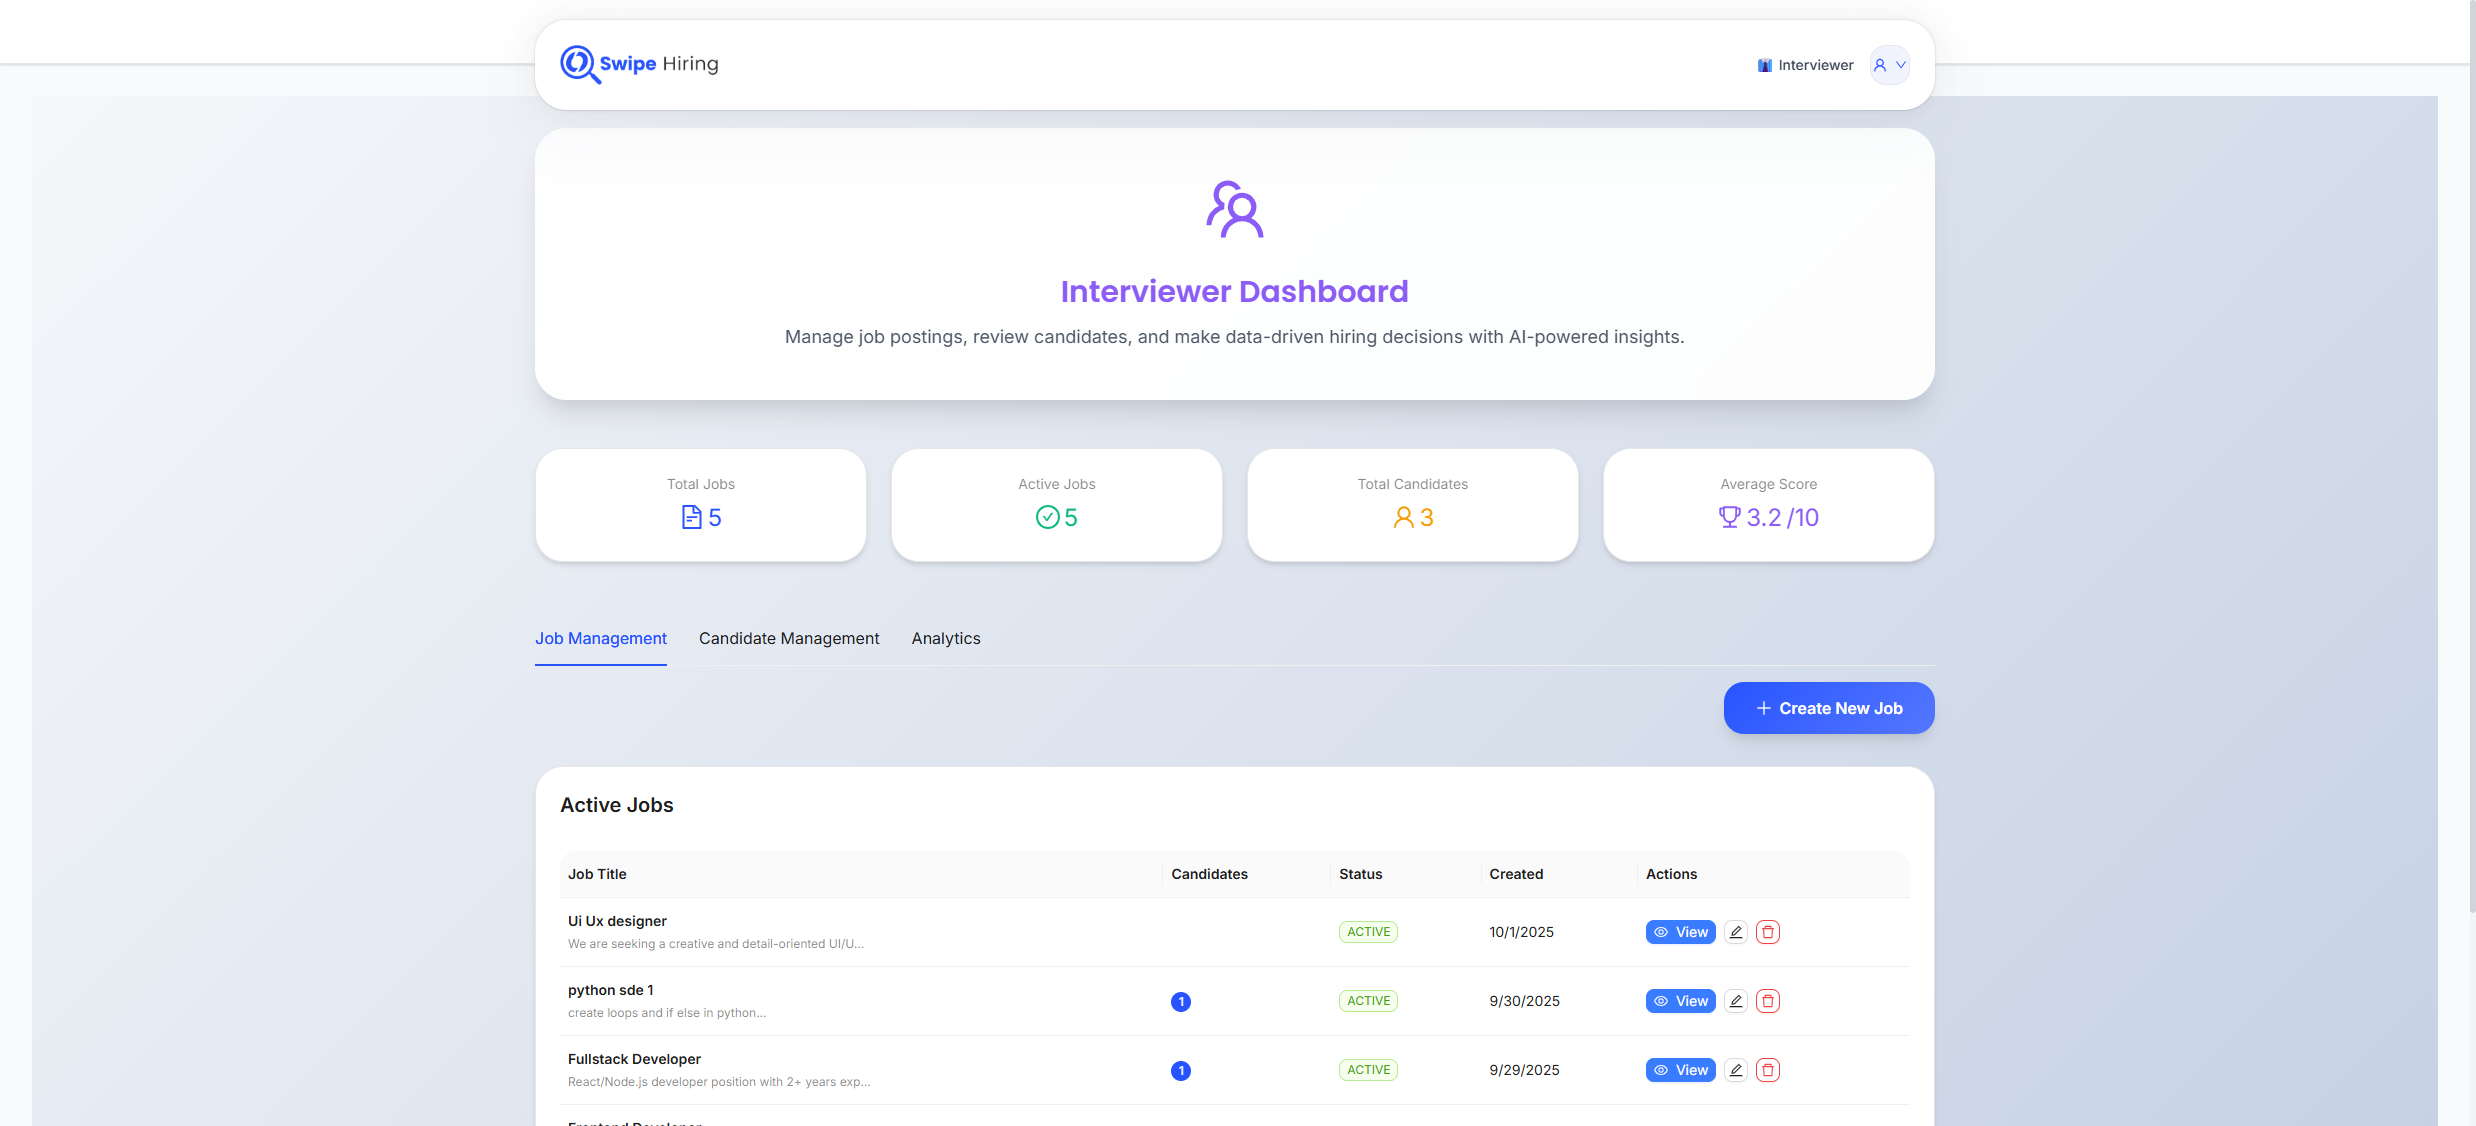 Swipe Hiring
Interviewer
Interviewer Dashboard
Manage job postings, review candidates, and make data-driven hiring decisions with AI-powered insights.
Total Jobs
5
Active Jobs
5
Total Candidates
3
Average Score
3.2 /10
Job Management Candidate Management Analytics
+ Create New Job
Active Jobs
Job Title Candidates Status Created Actions
Ui Ux designer
We are seeking a creative and detail-oriented UI/U...
ACTIVE 10/1/2025 View
python sde 1
create loops and if else in python...
1 ACTIVE 9/30/2025 View
Fullstack Developer
React/Node.js developer position with 2+ years exp...
1 ACTIVE 9/29/2025 View